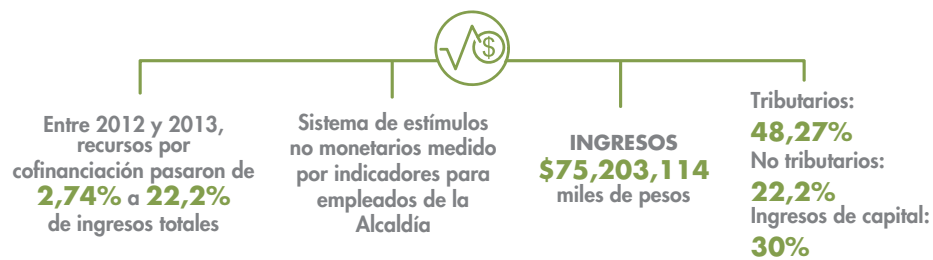 $
Entre 2012 y 2013,
recursos por
cofinanciación pasaron de
2,74% a 22,2%
de ingresos totales
Sistema de estímulos
no monetarios medido
por indicadores para
empleados de la
Alcaldía
INGRESOS
$75,203,114
miles de pesos
Tributarios:
48,27%
No tributarios:
22,2%
Ingresos de capital:
30%